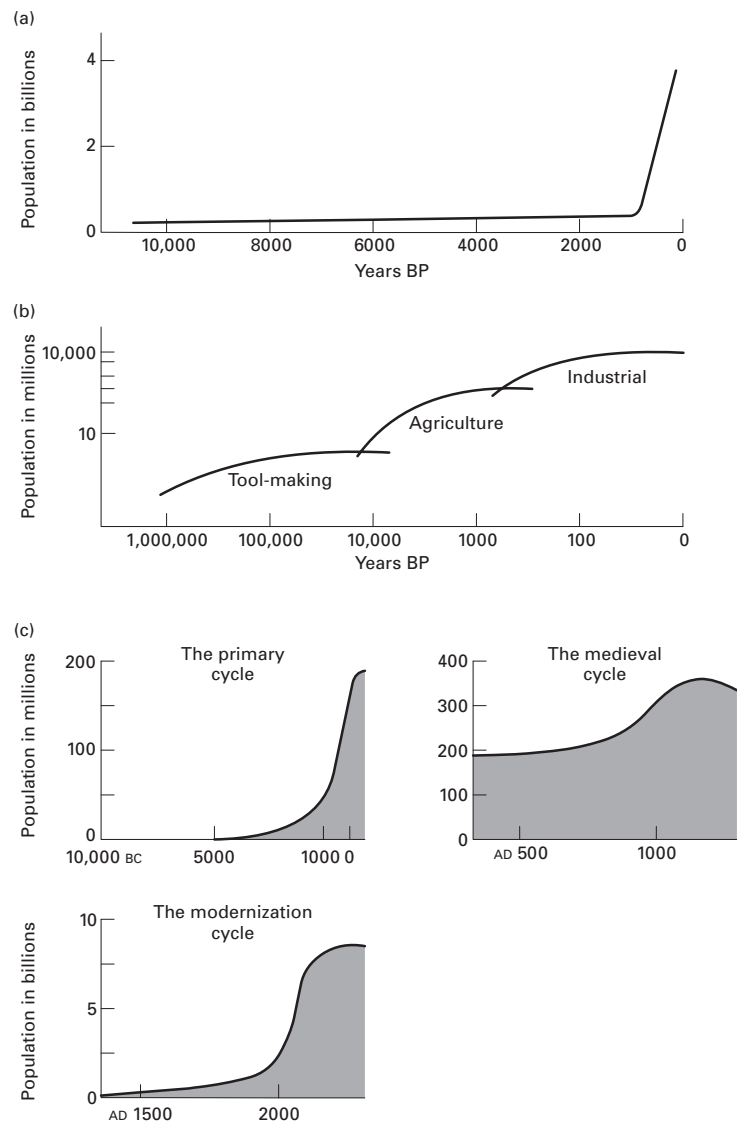 (a)
Population in billions
4
2
0
10,000 8000 6000 4000 2000 0
Years BP
(b)
Population in millions
10,000
10
Industrial
Agriculture
Tool-making
1,000,000 100,000 10,000 1000 100 0
Years BP
(c)
Population in millions
The primary
cycle
200
100
0
10,000 BC 5000 1000 0
The medieval
cycle
400
300
200
100
0
AD 500 1000
Population in billions
The modernization
cycle
10
5
0
AD 1500 2000